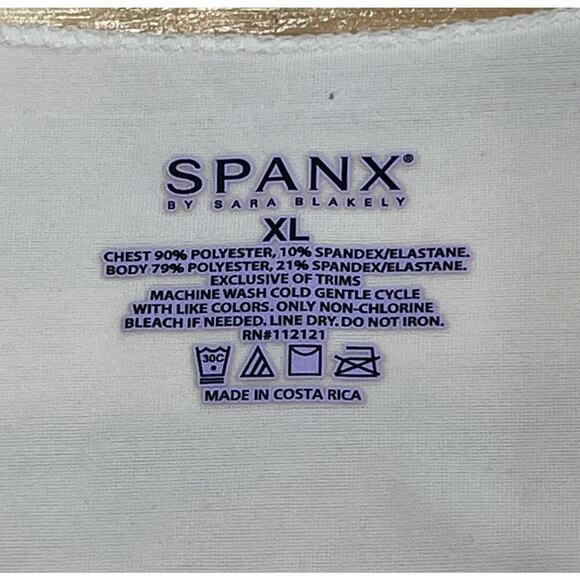 SPANX®
BY SARA BLAKELY
XL
CHEST 90% POLYESTER, 10% SPANDEX/ELASTANE.
BODY 79% POLYESTER, 21% SPANDEX/ELASTANE.
EXCLUSIVE OF TRIMS
MACHINE WASH COLD GENTLE CYCLE
WITH LIKE COLORS. ONLY NON-CHLORINE
BLEACH IF NEEDED. LINE DRY. DO NOT IRON.
RN#112121
30C
MADE IN COSTA RICA